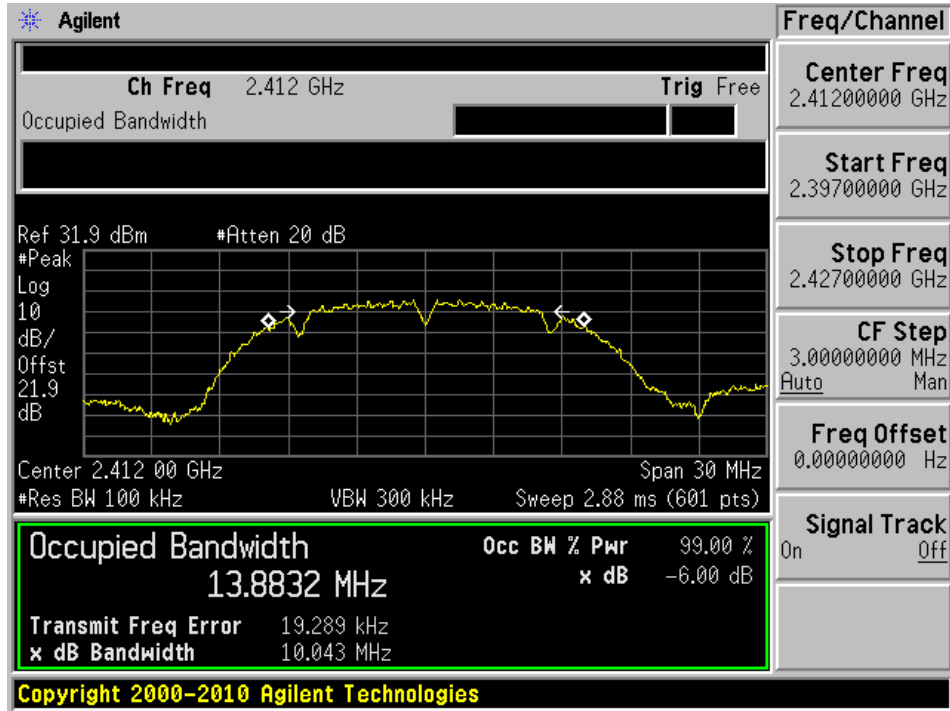 Agilent
Freq/Channel
Ch Freq 2.412 GHz Trig Free
Occupied Bandwidth
Center Freq
2.41200000 GHz
Start Freq
2.39700000 GHz
Stop Freq
2.42700000 GHz
CF Step
3.00000000 MHz
Auto Man
Freq Offset
0.00000000 Hz
Signal Track
On Off
Ref 31.9 dBm #Atten 20 dB
#Peak
Log
10
dB/
Offst
21.9
dB
Center 2.412 00 GHz Span 30 MHz
#Res BW 100 kHz VBW 300 kHz Sweep 2.88 ms (601 pts)
Occupied Bandwidth Occ BW % Pwr 99.00 %
13.8832 MHz x dB -6.00 dB
Transmit Freq Error 19.289 kHz
x dB Bandwidth 10.043 MHz
Copyright 2000-2010 Agilent Technologies